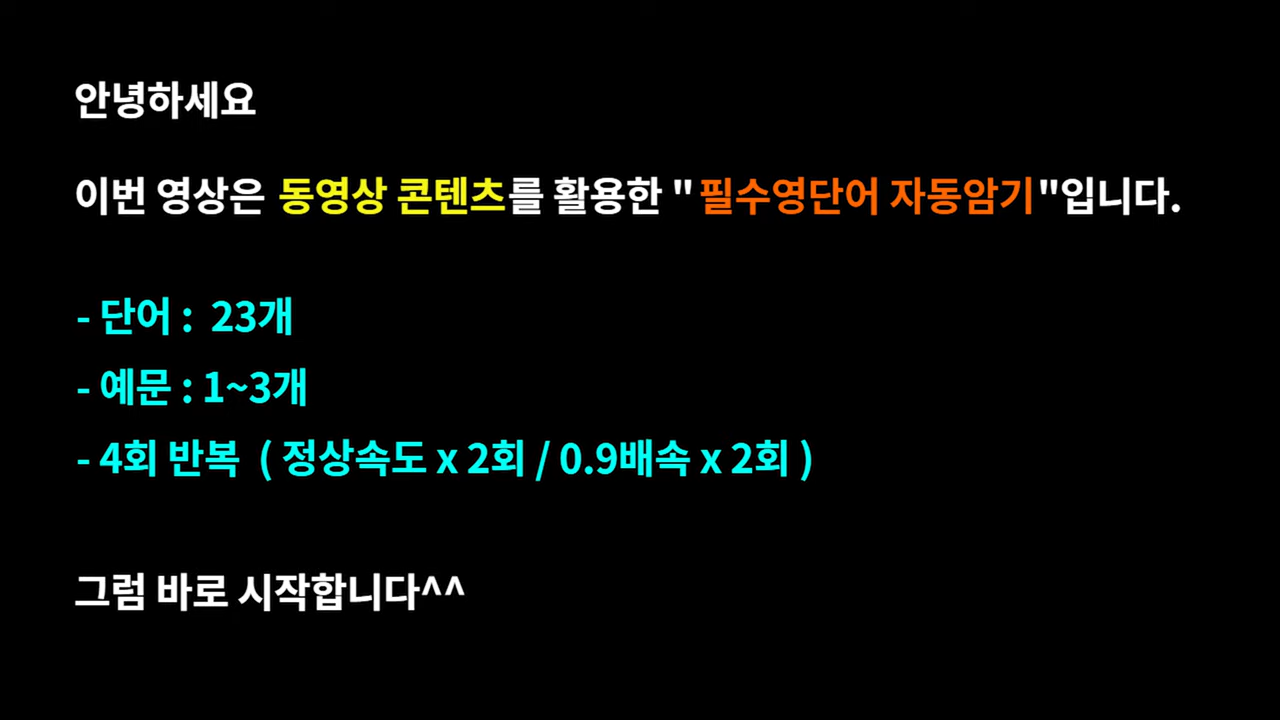 안녕하세요
이번 영상은 동영상 콘텐츠를 활용한 "필수영단어 자동암기"입니다.
- 단어 : 23개
- 예문 : 1~3개
- 4회 반복 ( 정상속도 x 2회 / 0.9배속 x 2회 )
그럼 바로 시작합니다^^